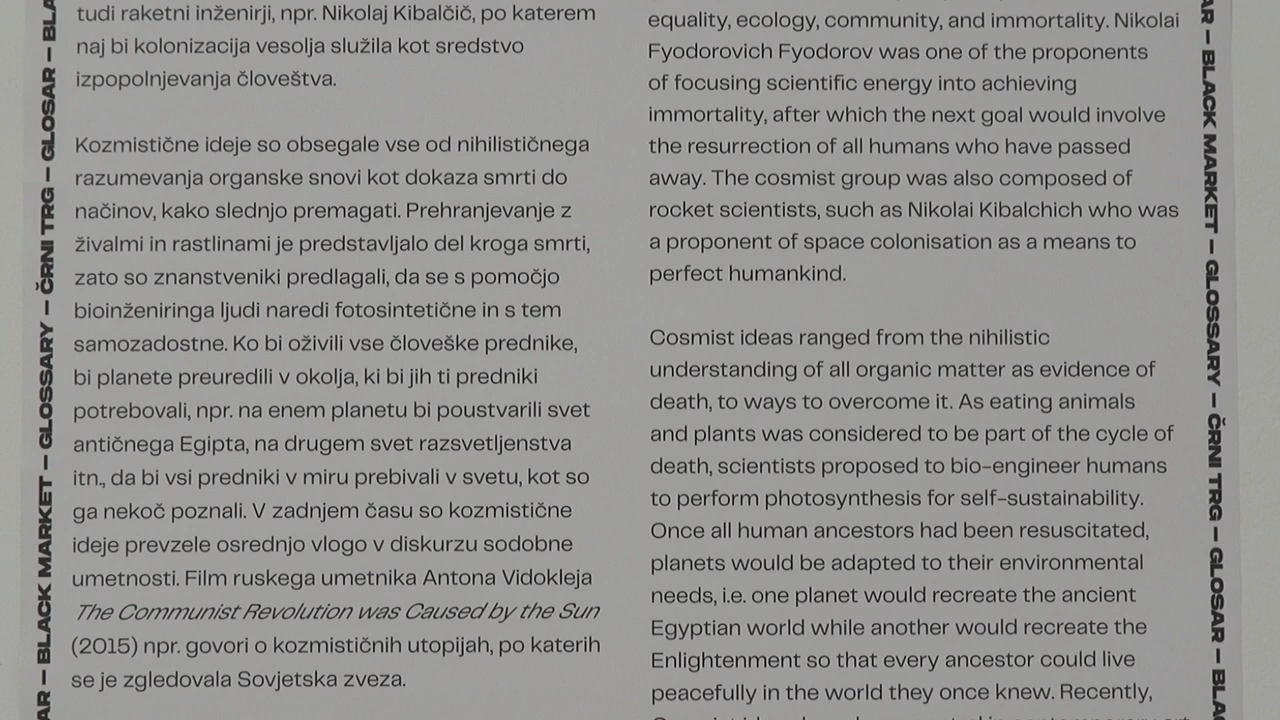 tudi raketni inženirji, npr. Nikolaj Kibalčič, po katerem
naj bi kolonizacija vesolja služila kot sredstvo
izpopolnjevanja človeštva.
Kozmistične ideje so obsegale vse od nihilističnega
razumevanja organske snovi kot dokaza smrti do
načinov, kako slednjo premagati. Prehranjevanje z
živalmi in rastlinami je predstavljalo del kroga smrti,
zato so znanstveniki predlagali, da se s pomočjo
bioinženiringa ljudi naredi fotosintetične in s tem
samozadostne. Ko bi oživili vse človeške prednike,
bi planete preuredili v okolja, ki bi jih ti predniki
potrebovali, npr. na enem planetu bi poustvarili svet
antičnega Egipta, na drugem svet razsvetljenstva
itn., da bi vsi predniki v miru prebivali v svetu, kot so
ga nekoč poznali. V zadnjem času so kozmistične
ideje prevzele osrednjo vlogo v diskurzu sodobne
umetnosti. Film ruskega umetnika Antona Vidokleja
The Communist Revolution was Caused by the Sun
(2015) npr. govori o kozmističnih utopijah, po katerih
se je zgledovala Sovjetska zveza.
equality, ecology, community, and immortality. Nikolai
Fyodorovich Fyodorov was one of the proponents
of focusing scientific energy into achieving
immortality, after which the next goal would involve
the resurrection of all humans who have passed
away. The cosmist group was also composed of
rocket scientists, such as Nikolai Kibalchich who was
a proponent of space colonisation as a means to
perfect humankind.
Cosmist ideas ranged from the nihilistic
understanding of all organic matter as evidence of
death, to ways to overcome it. As eating animals
and plants was considered to be part of the cycle of
death, scientists proposed to bio-engineer humans
to perform photosynthesis for self-sustainability.
Once all human ancestors had been resuscitated,
planets would be adapted to their environmental
needs, i.e. one planet would recreate the ancient
Egyptian world while another would recreate the
Enlightenment so that every ancestor could live
peacefully in the world they once knew. Recently,
AR – BLACK MARKET – GLOSSARY – ČRNI TRG – GLOSAR – BLA
AR – BLACK MARKET – GLOSSARY – ČRNI TRG – GLOSAR – BLA